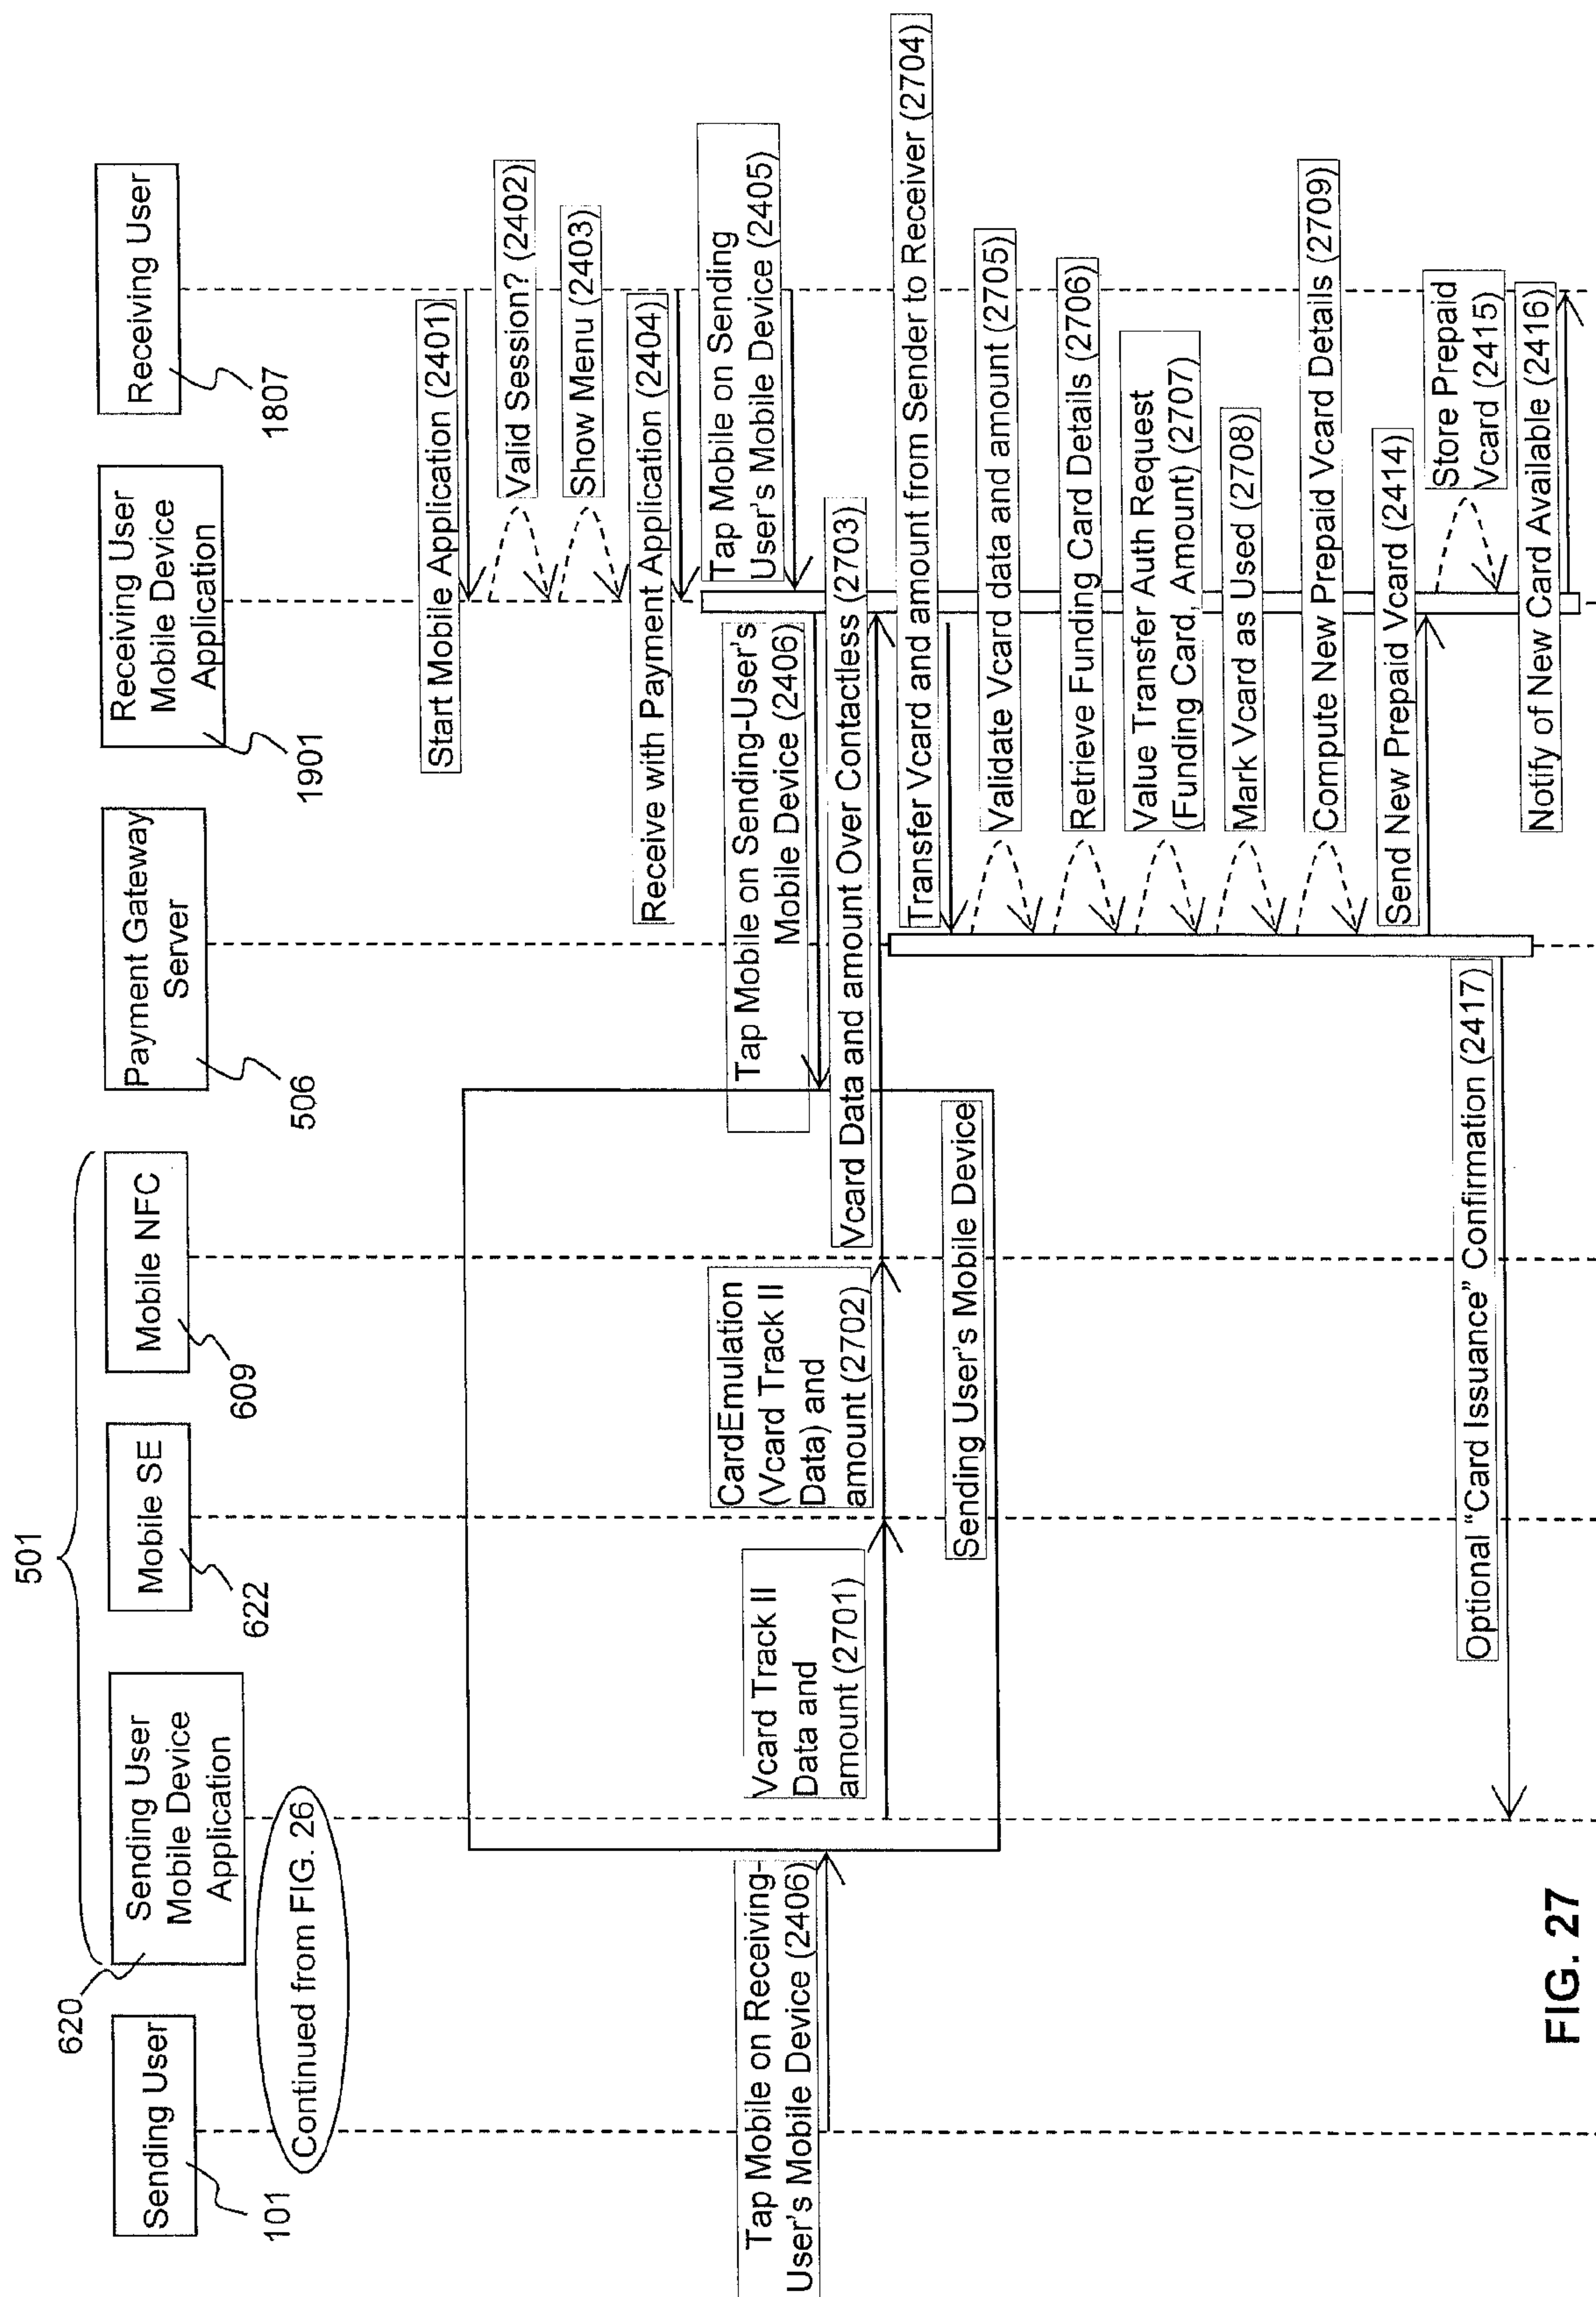 501
Sending User
101
620
Sending User
Mobile Device
Application
Mobile SE
622
Mobile NFC
609
Payment Gateway
Server
506
Receiving User
Mobile Device
Application
1901
Receiving User
1807
Continued from FIG. 26
Start Mobile Application (2401)
Valid Session? (2402)
Show Menu (2403)
Receive with Payment Application (2404)
Tap Mobile on Sending
User's Mobile Device (2405)
Tap Mobile on Sending-User's
Mobile Device (2406)
Tap Mobile on Receiving-
User's Mobile Device (2406)
Vcard Track II
Data and
amount (2701)
CardEmulation
(Vcard Track II
Data) and
amount (2702)
Vcard Data and amount Over Contactless (2703)
Sending User's Mobile Device
Transfer Vcard and amount from Sender to Receiver (2704)
Validate Vcard data and amount (2705)
Retrieve Funding Card Details (2706)
Value Transfer Auth Request
(Funding Card, Amount) (2707)
Mark Vcard as Used (2708)
Compute New Prepaid Vcard Details (2709)
Send New Prepaid Vcard (2414)
Store Prepaid
Vcard (2415)
Notify of New Card Available (2416)
Optional “Card Issuance” Confirmation (2417)
FIG. 27